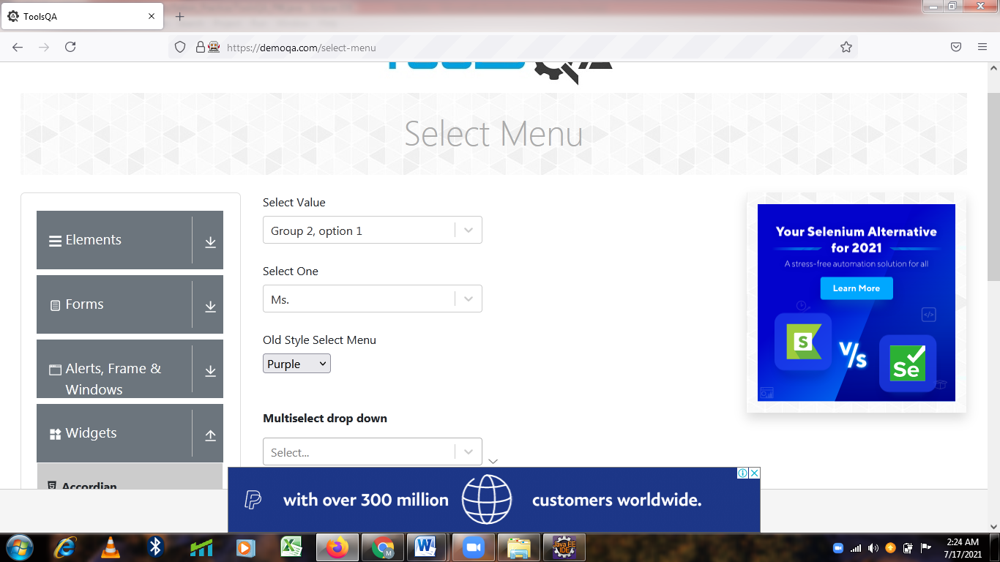 ToolsQA
https://demoqa.com/select-menu
Select Menu
Elements
Forms
Alerts, Frame &
Windows
Widgets
Accordian
Select Value
Group 2, option 1
Select One
Ms.
Old Style Select Menu
Purple
Multiselect drop down
Select...
Your Selenium Alternative
for 2021
A stress-free automation solution for all
Learn More
S
V/S
Se
with over 300 million
customers worldwide.
Java EE
IDE
2:24 AM
7/17/2021